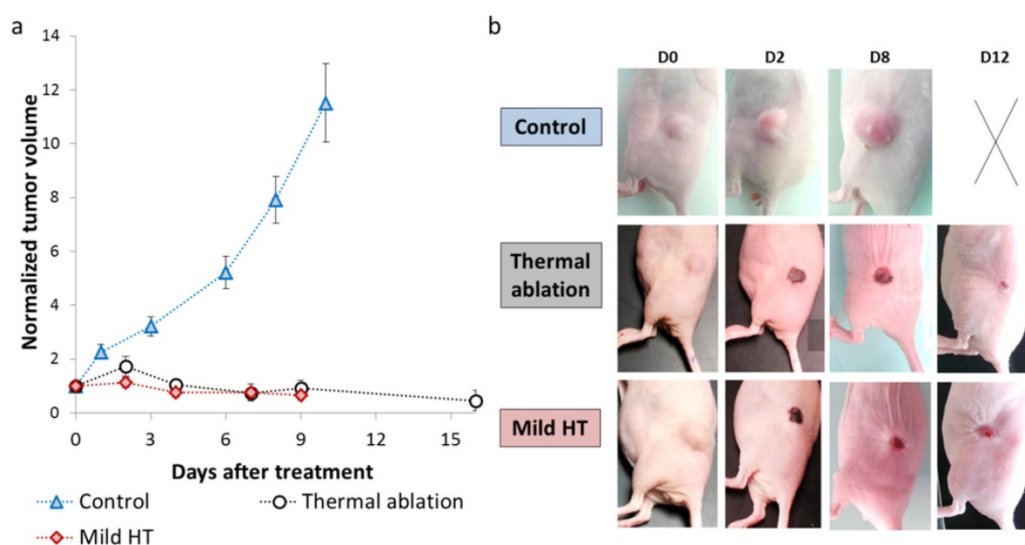 a
14
12
10
8
6
4
2
0
Normalized tumor volume
0 3 6 9 12 15
Days after treatment
Control
Thermal ablation
Mild HT
b
D0 D2 D8 D12
Control
Thermal
ablation
Mild HT